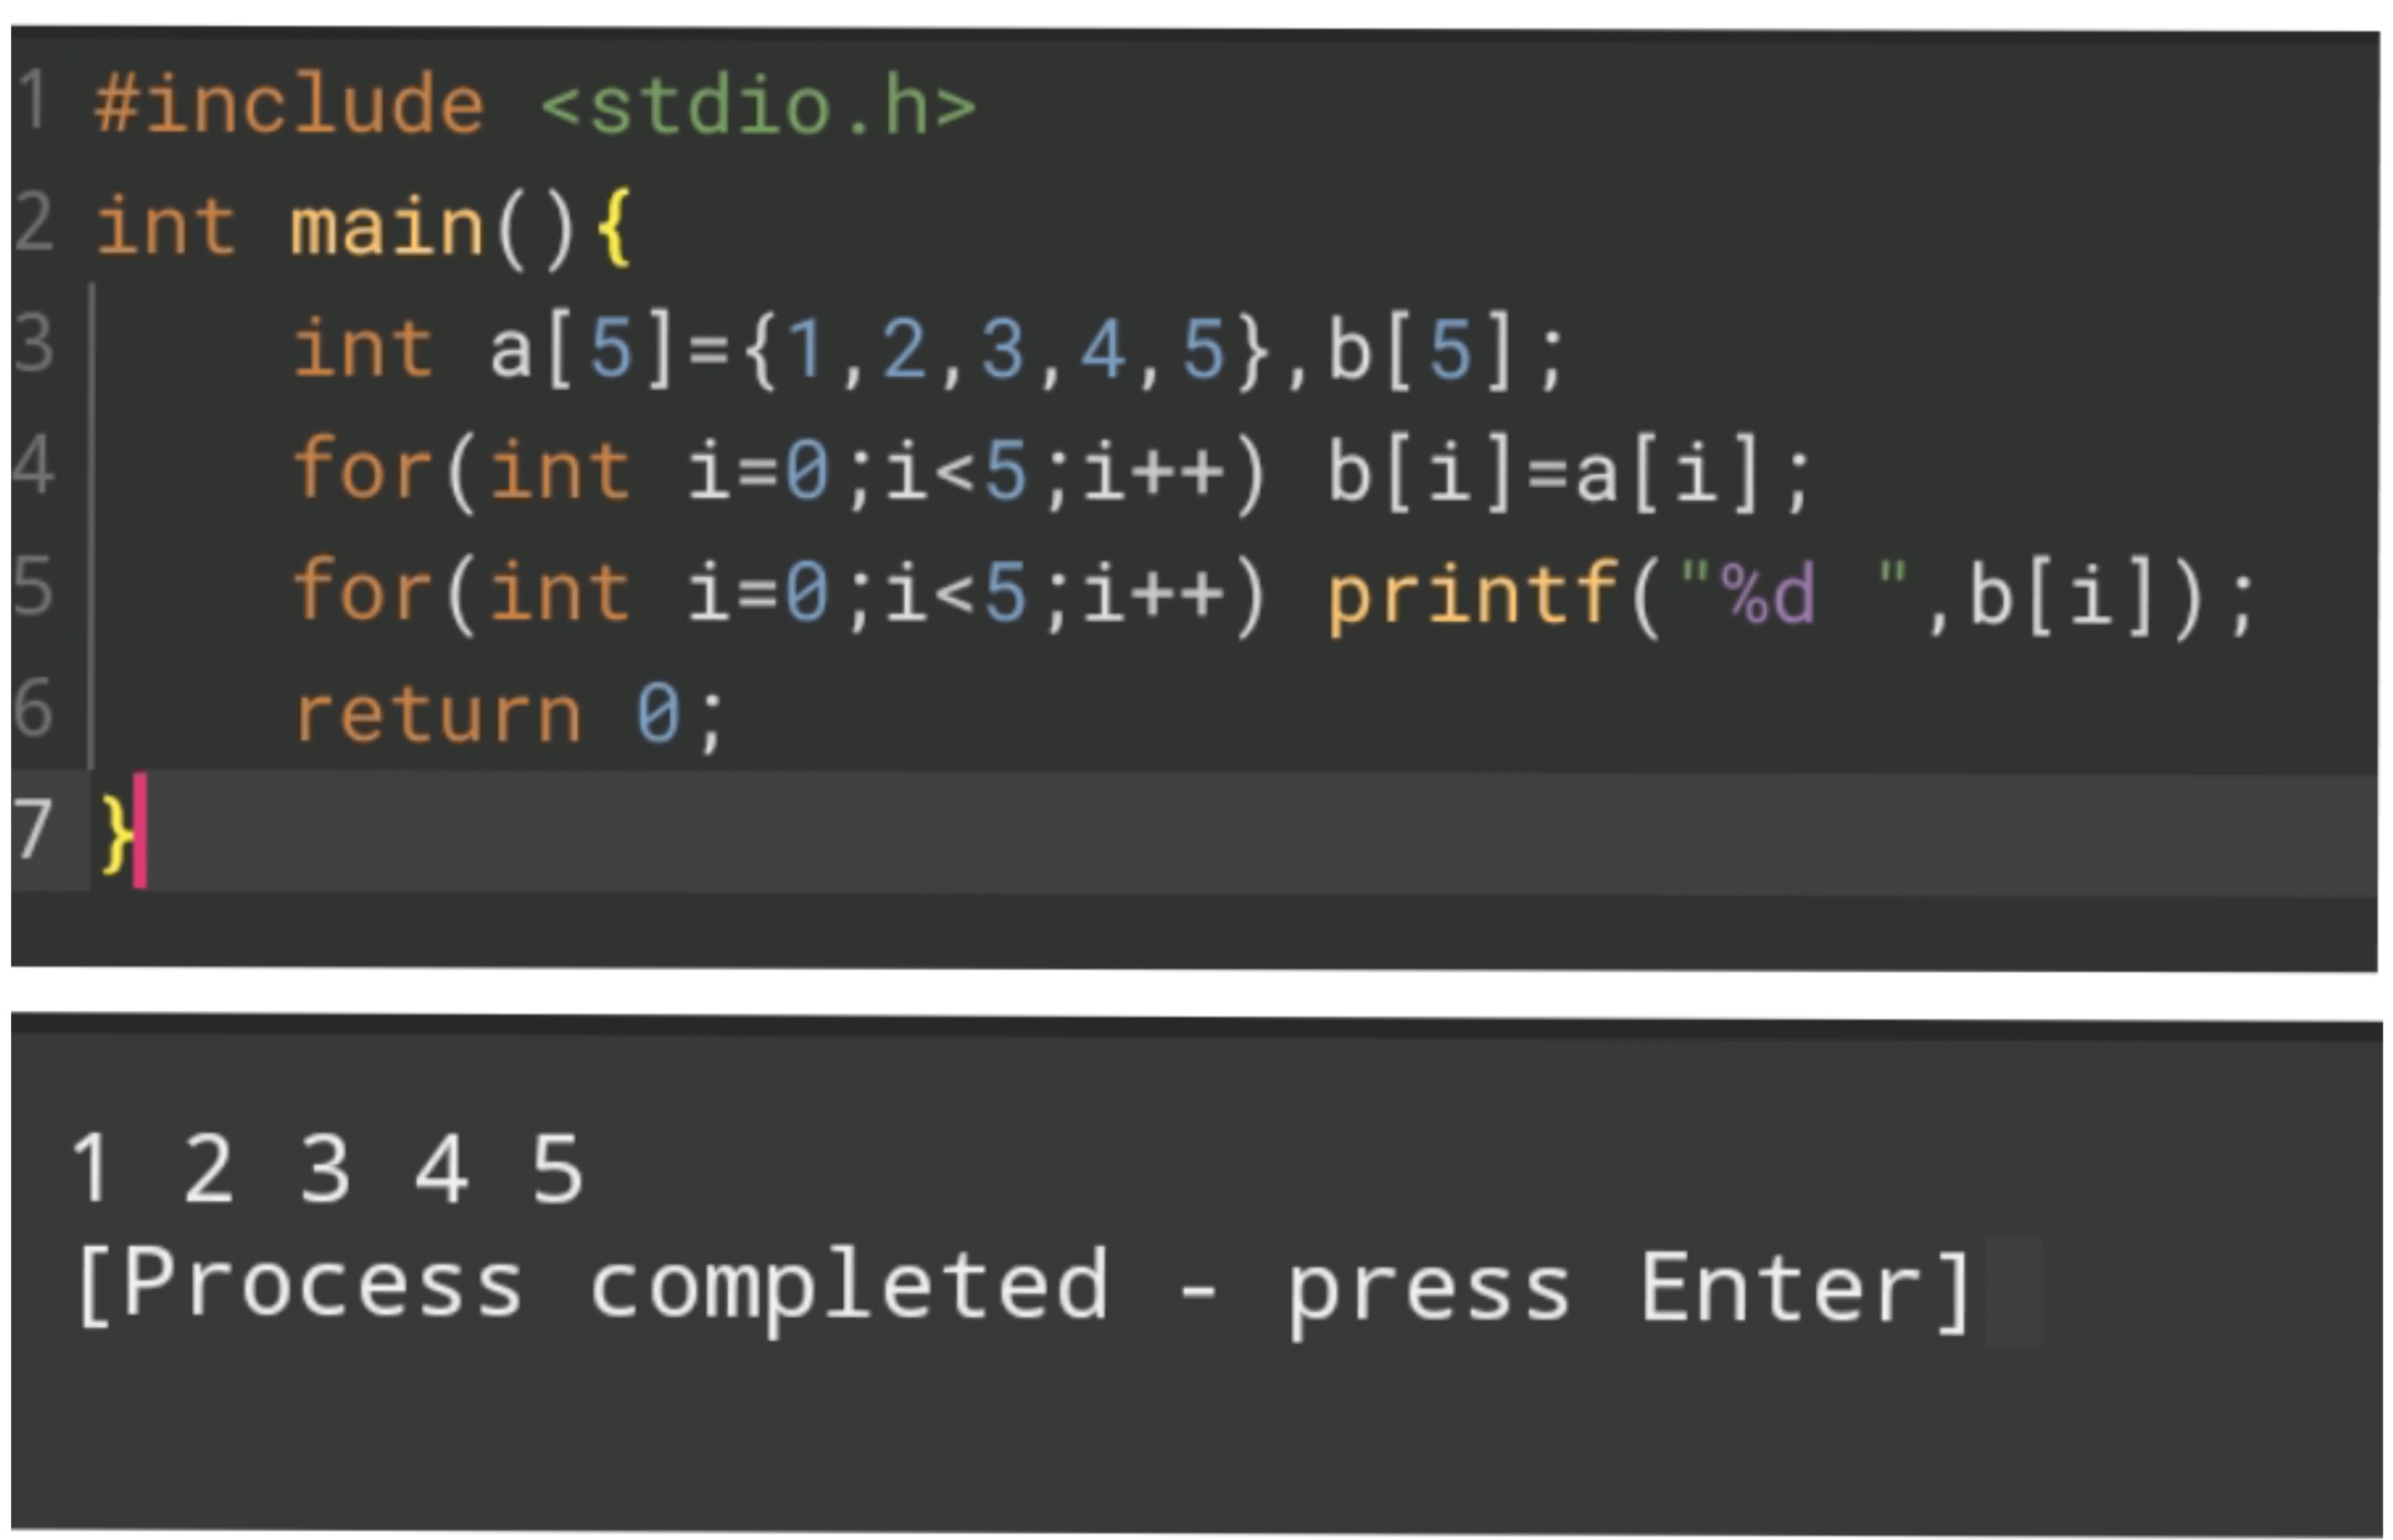 1 #include <stdio.h>
2 int main(){
3 int a[5]={1,2,3,4,5},b[5];
4 for(int i=0;i<5;i++) b[i]=a[i];
5 for(int i=0;i<5;i++) printf("%d ",b[i]);
6 return 0;
7 }
1 2 3 4 5
[Process completed - press Enter]